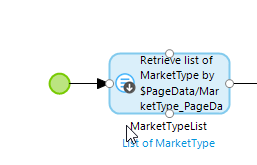 Retrieve list of
MarketType by
$PageData/Mar
ketType_PageDa
MarketTypeList
List of MarketType